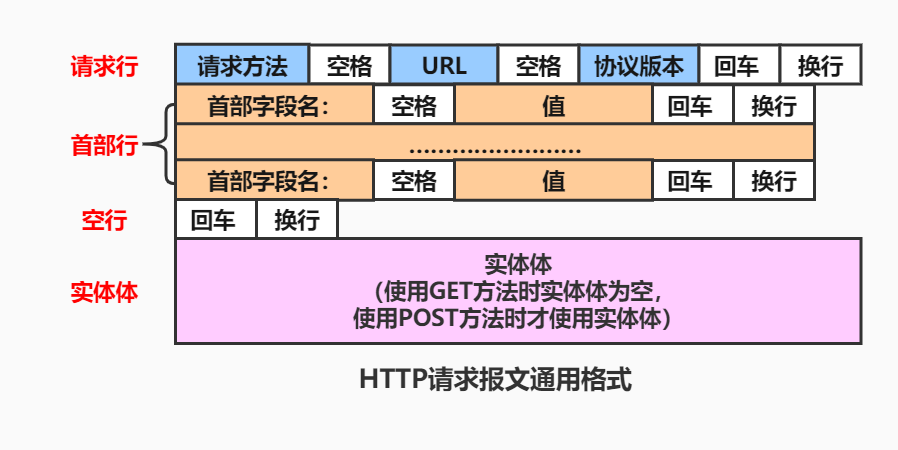 请求行 请求方法 空格 URL 空格 协议版本 回车 换行
首部字段名： 空格 值 回车 换行
首部行 ........................
首部字段名： 空格 值 回车 换行
空行 回车 换行
实体体
实体体
（使用GET方法时实体体为空，
使用POST方法时才使用实体体）
HTTP请求报文通用格式